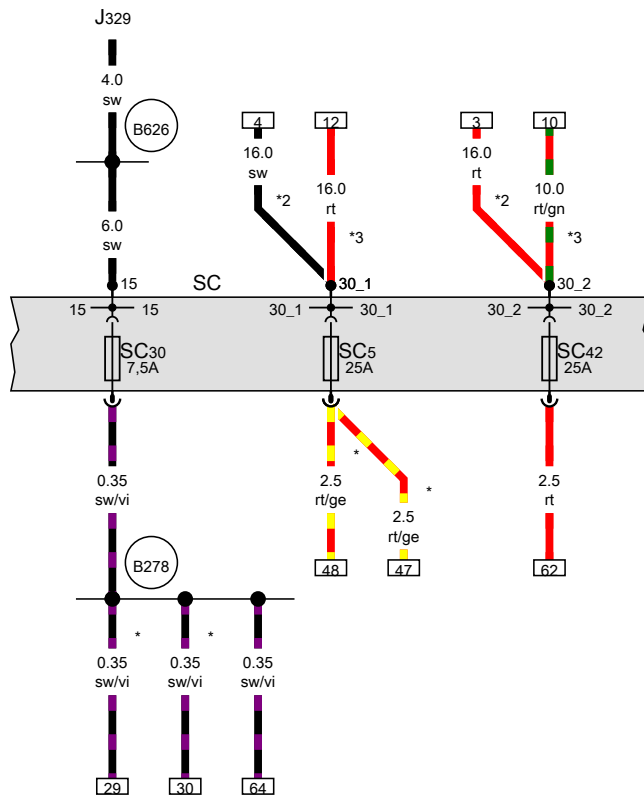 J329
4.0
sw
B626
4
12
3
10
16.0
sw
*2
16.0
rt
*3
16.0
rt
*2
10.0
rt/gn
*3
6.0
sw
15
SC
30_1
30_2
15
15
30_1
30_1
30_2
30_2
SC30
7,5A
SC5
25A
SC42
25A
0.35
sw/vi
2.5
rt/ge
*
2.5
rt/ge
*
2.5
rt
48
47
62
B278
0.35
sw/vi
*
0.35
sw/vi
*
0.35
sw/vi
29
30
64